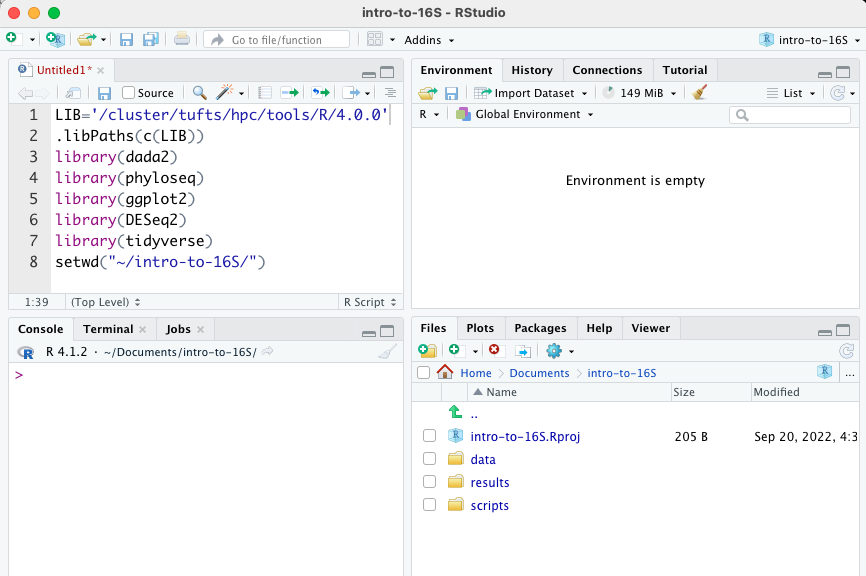 intro-to-16S - RStudio
Go to file/function
Addins
intro-to-16S
Untitled1*
Source
1 LIB='/cluster/tufts/hpc/tools/R/4.0.0'
2 .libPaths(c(LIB))
3 library(dada2)
4 library(phyloseq)
5 library(ggplot2)
6 library(DESeq2)
7 library(tidyverse)
8 setwd("~/intro-to-16S/")
1:39 (Top Level) R Script
Console Terminal Jobs
R 4.1.2 · ~/Documents/intro-to-16S/
>
Environment History Connections Tutorial
Import Dataset 149 MiB List
R Global Environment
Environment is empty
Files Plots Packages Help Viewer
Home Documents intro-to-16S ...
Name Size Modified
..
intro-to-16S.Rproj 205 B Sep 20, 2022, 4:3
data
results
scripts